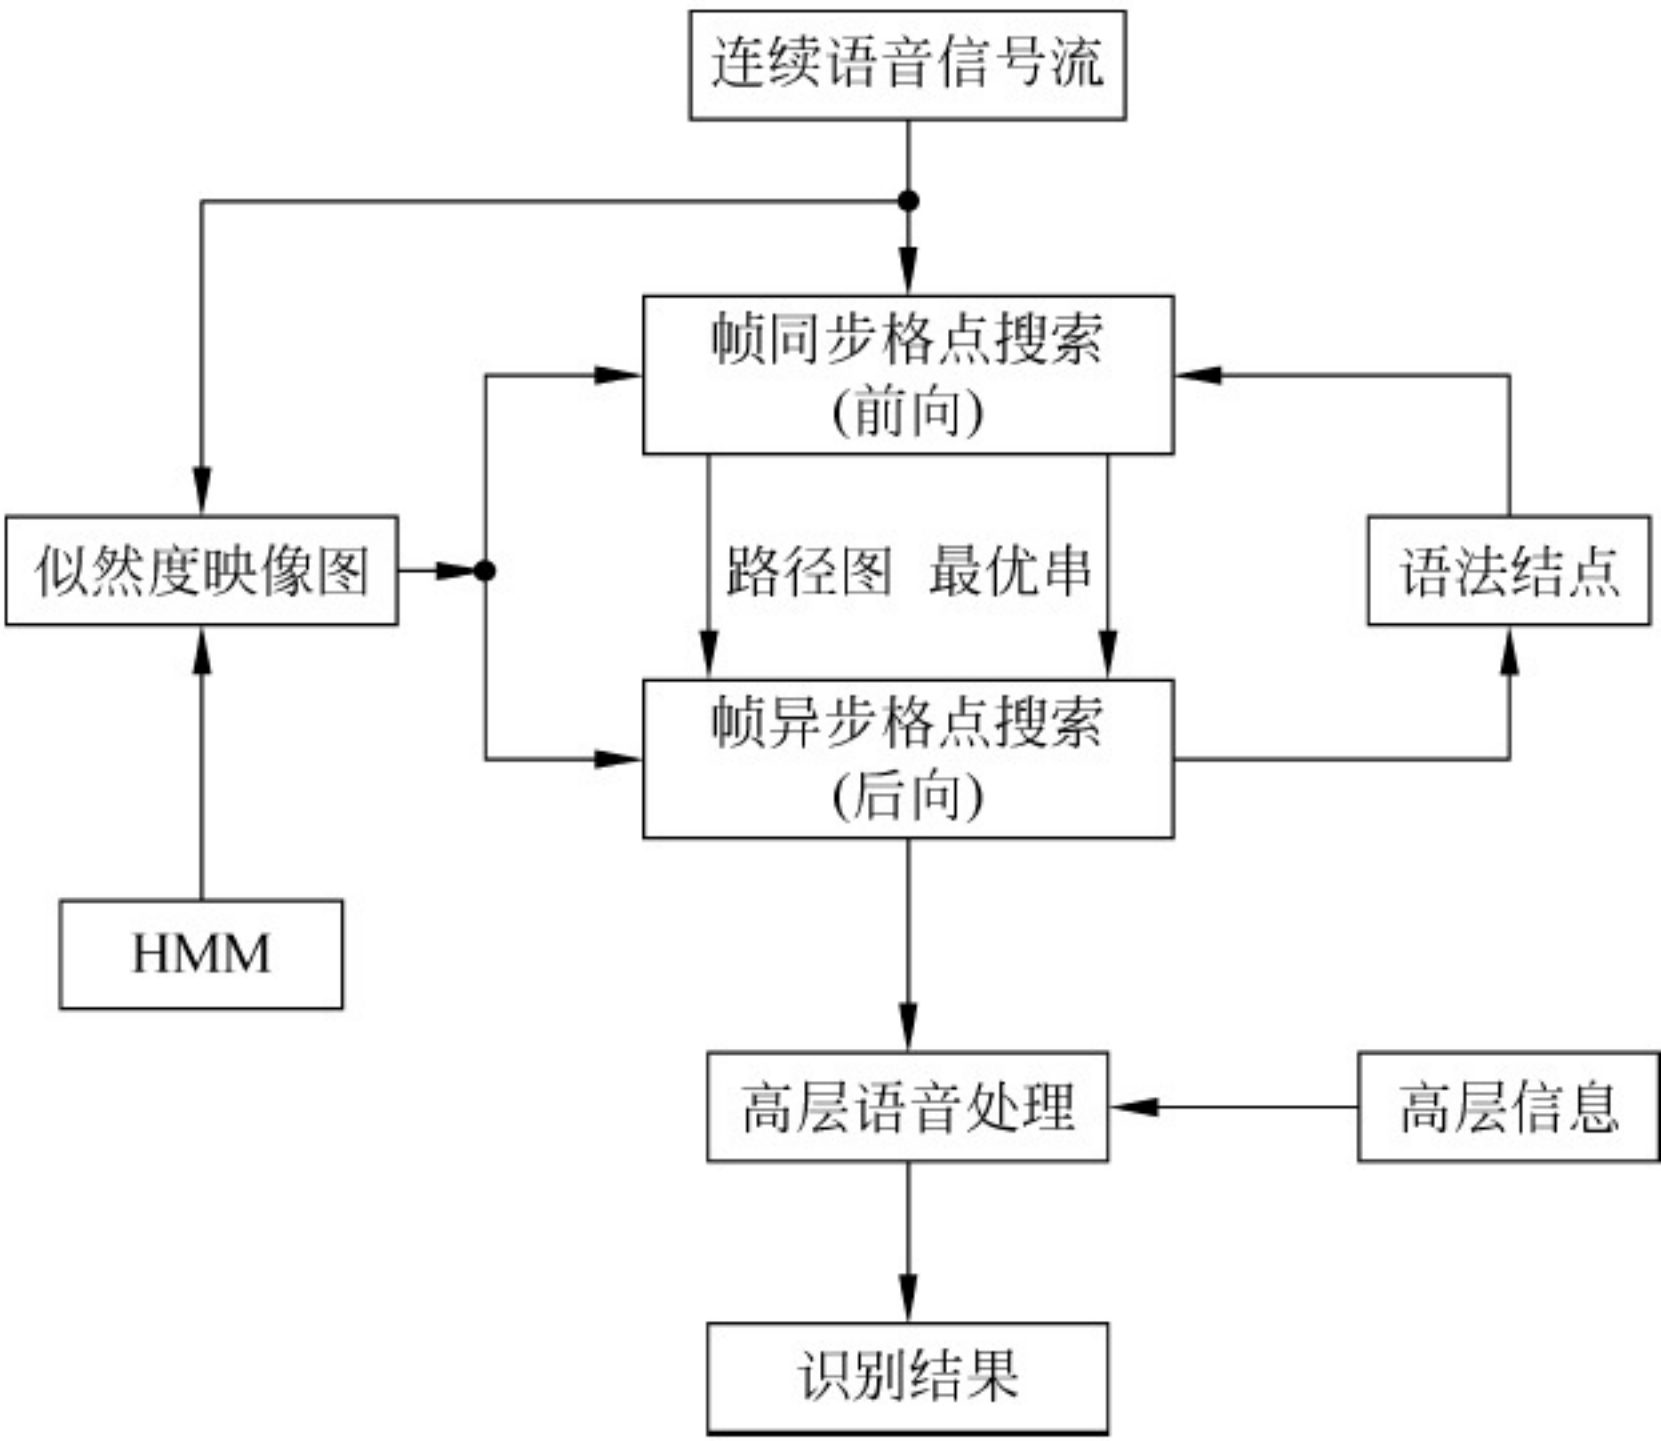 连续语音信号流
帧同步格点搜索
(前向)
似然度映像图
路径图 最优串
语法结点
帧异步格点搜索
(后向)
HMM
高层语音处理
高层信息
识别结果